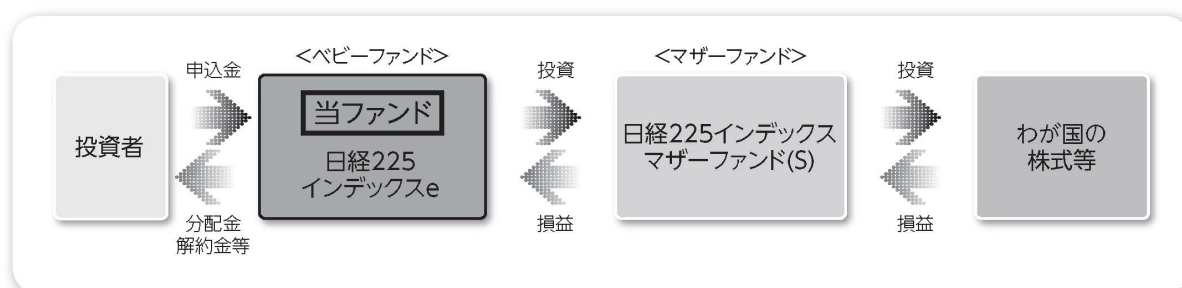 投資者
申込金
分配金
解約金等
<ベビーファンド>
当ファンド
日経225
インデックスe
投資
損益
<マザーファンド>
日経225インデックス
マザーファンド(S)
投資
損益
わが国の
株式等